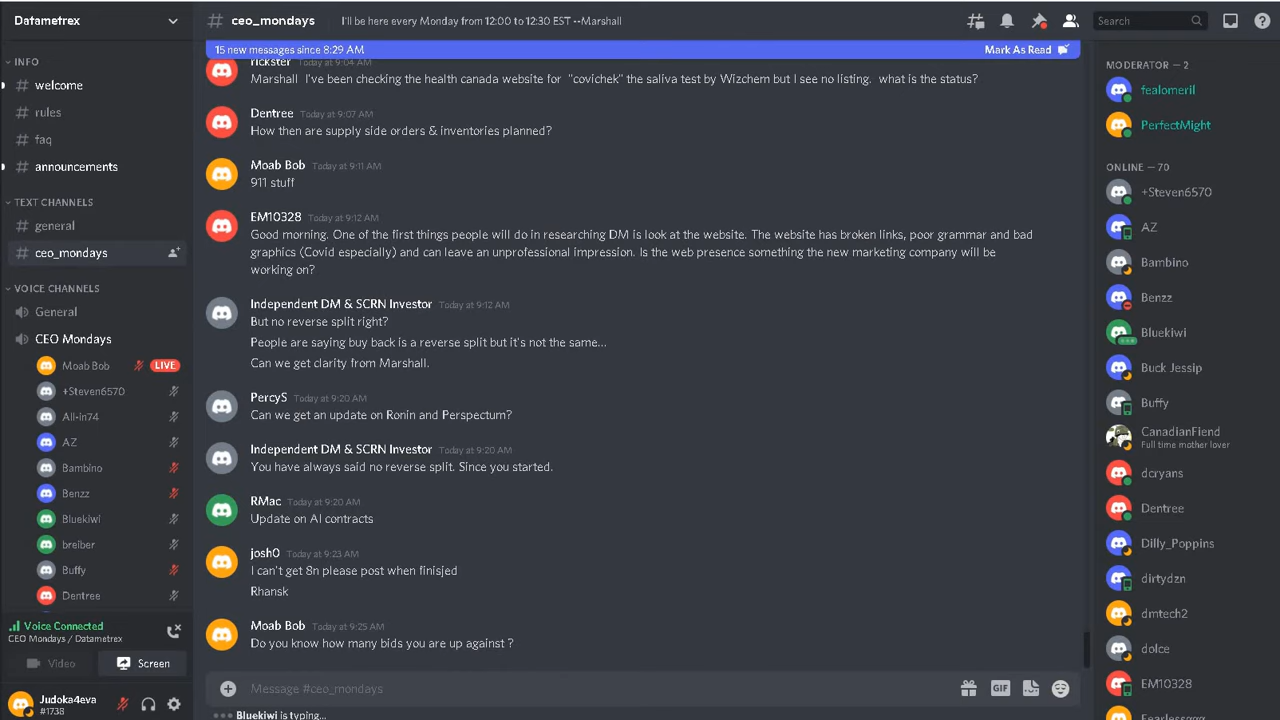 Datametrex
# ceo_mondays
I'll be here every Monday from 12:00 to 12:30 EST --Marshall
Search
15 new messages since 8:29 AM
Mark As Read
INFO
# welcome
# rules
# faq
# announcements
TEXT CHANNELS
# general
# ceo_mondays
VOICE CHANNELS
General
CEO Mondays
Moab Bob
LIVE
+Steven6570
All-In74
AZ
Bambino
Benzz
Bluekiwi
breiber
Buffy
Dentree
Voice Connected
CEO Mondays / Datametrex
Video
Screen
Judoka4eva
#1738
rickster Today at 9:04 AM
Marshall I've been checking the health canada website for "covichek" the saliva test by Wizchem but I see no listing. what is the status?
Dentree Today at 9:07 AM
How then are supply side orders & inventories planned?
Moab Bob Today at 9:11 AM
911 stuff
EM10328 Today at 9:12 AM
Good morning. One of the first things people will do in researching DM is look at the website. The website has broken links, poor grammar and bad
graphics (Covid especially) and can leave an unprofessional impression. Is the web presence something the new marketing company will be
working on?
Independent DM & SCRN Investor Today at 9:12 AM
But no reverse split right?
People are saying buy back is a reverse split but it's not the same...
Can we get clarity from Marshall.
PercyS Today at 9:20 AM
Can we get an update on Ronin and Perspectum?
Independent DM & SCRN Investor Today at 9:20 AM
You have always said no reverse split. Since you started.
RMac Today at 9:20 AM
Update on AI contracts
josh0 Today at 9:23 AM
I can't get 8n please post when finisjed
Rhansk
Moab Bob Today at 9:25 AM
Do you know how many bids you are up against ?
Message #ceo_mondays
GIF
Bluekiwi is typing...
MODERATOR — 2
fealomeril
PerfectMight
ONLINE — 70
+Steven6570
AZ
Bambino
Benzz
Bluekiwi
Buck Jessip
Buffy
CanadianFiend
Full time mother lover
dcryans
Dentree
Dilly_Poppins
dirtydzn
dmtech2
dolce
EM10328